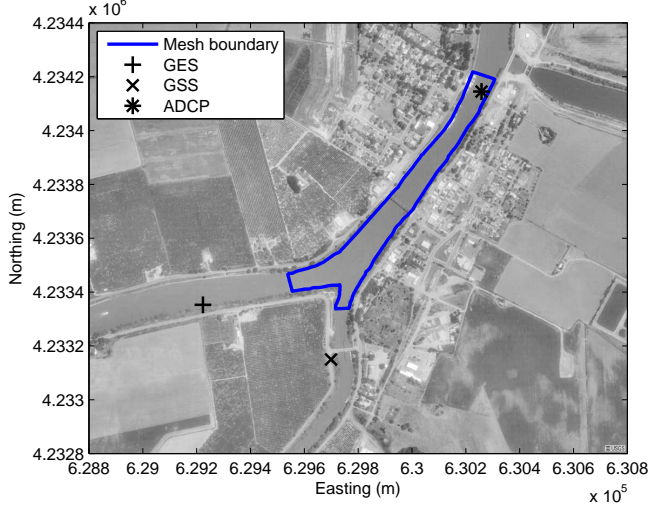 x 10^6
4.2344
4.2342
4.234
4.2338
4.2336
4.2334
4.2332
4.233
4.2328
Northing (m)
Mesh boundary
GES
GSS
ADCP
USGS
6.288 6.29 6.292 6.294 6.296 6.298 6.3 6.302 6.304 6.306 6.308
Easting (m)
x 10^5